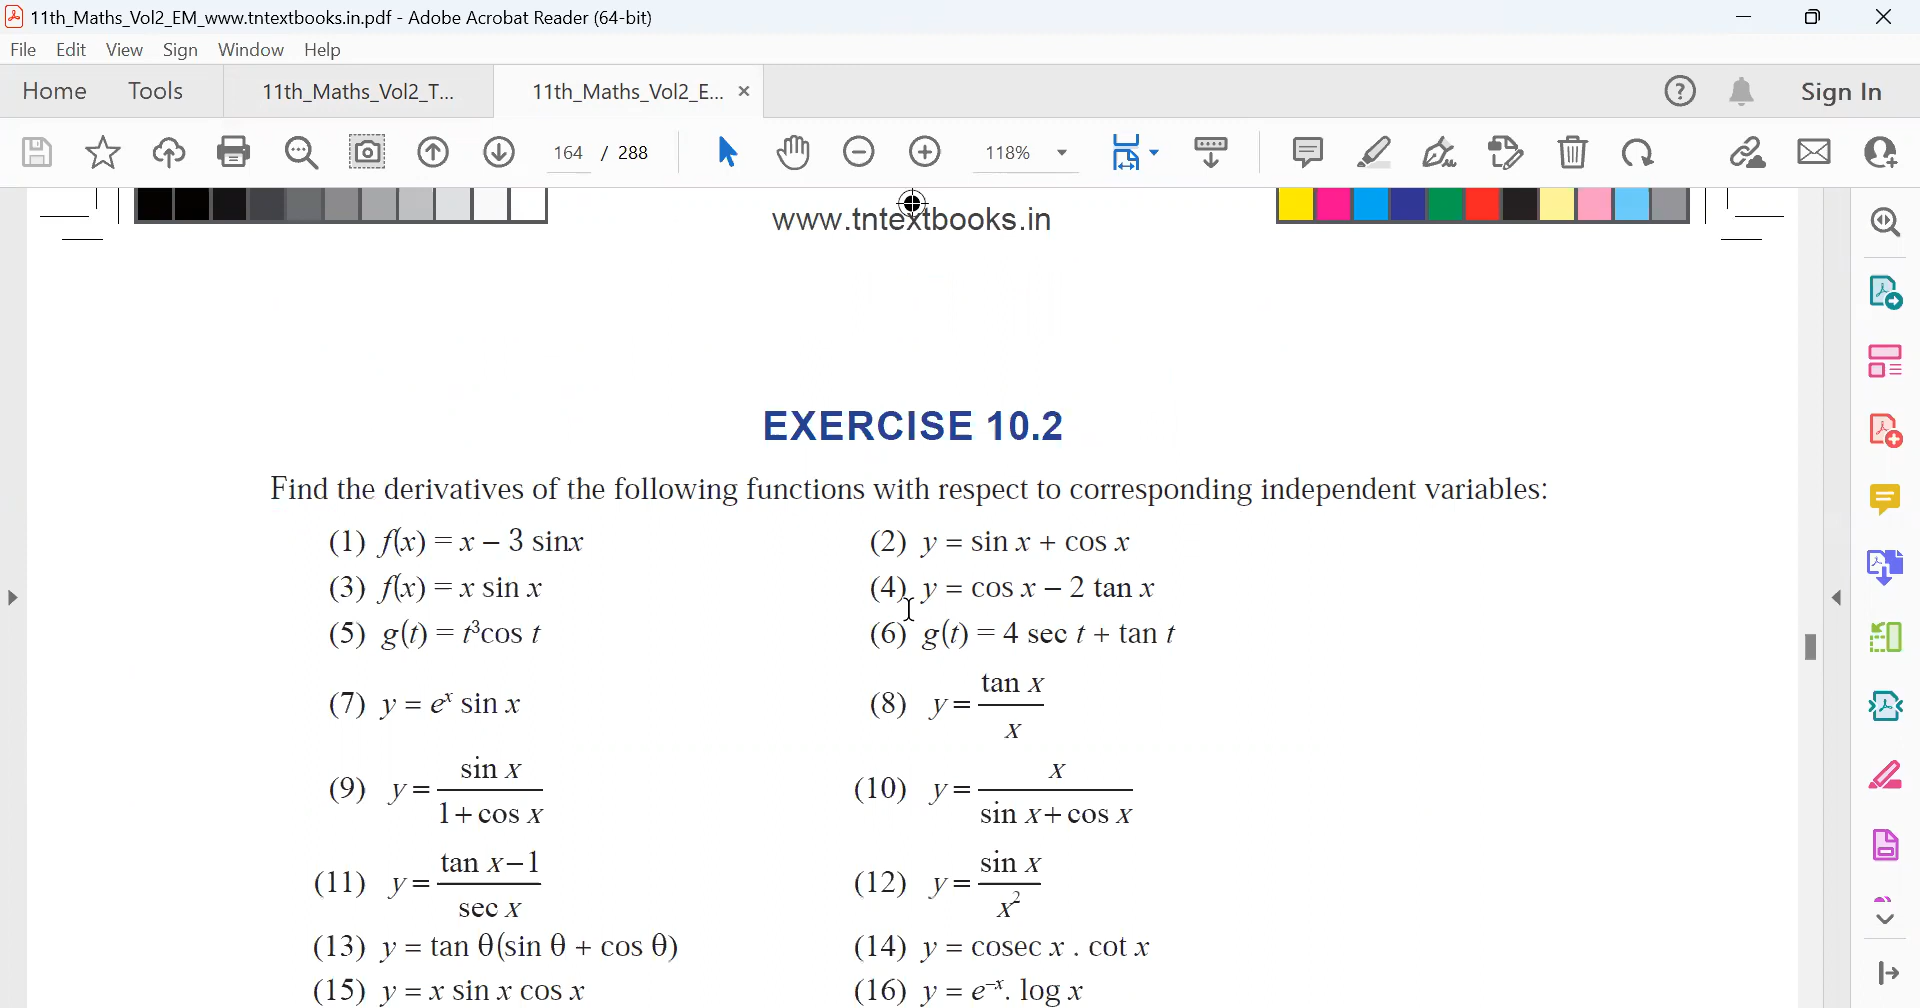 11th_Maths_Vol2_EM_www.tntextbooks.in.pdf - Adobe Acrobat Reader (64-bit)
File Edit View Sign Window Help
Home Tools 11th_Maths_Vol2_T... 11th_Maths_Vol2_E... × Sign In
164 / 288 118%
www.tntextbooks.in
EXERCISE 10.2
Find the derivatives of the following functions with respect to corresponding independent variables:
(1) f(x) = x − 3 sinx (2) y = sin x + cos x
(3) f(x) = x sin x (4) y = cos x − 2 tan x
(5) g(t) = t³cos t (6) g(t) = 4 sec t + tan t
(7) y = eˣ sin x (8) y = tan x / x
(9) y = sin x / 1+cos x (10) y = x / sin x+cos x
(11) y = tan x−1 / sec x (12) y = sin x / x²
(13) y = tan θ(sin θ + cos θ) (14) y = cosec x . cot x
(15) y = x sin x cos x (16) y = e⁻ˣ. log x